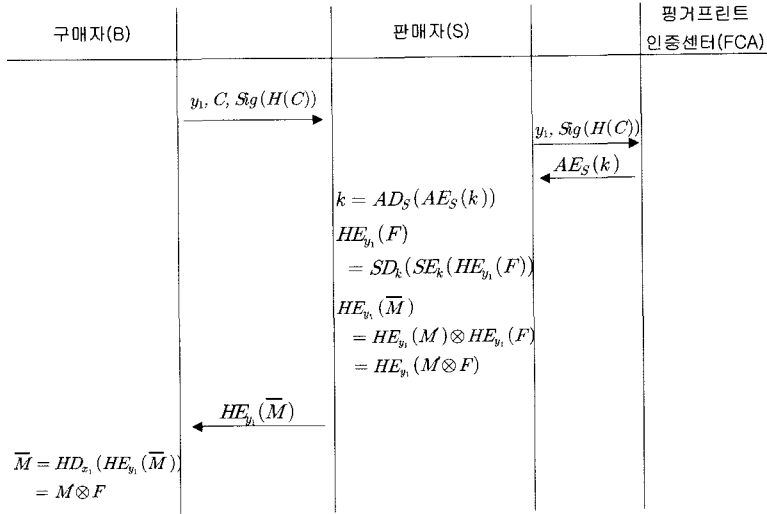 구매자(B)
판매자(S)
핑거프린트
인증센터(FCA)
y₁, C, Sig(H(C))
y₁, Sig(H(C))
AE_S(k)
k = AD_S(AE_S(k))
HE_{y₁}(F)
= SD_k(SE_k(HE_{y₁}(F))
HE_{y₁}(M̅)
= HE_{y₁}(M)⊗HE_{y₁}(F)
= HE_{y₁}(M⊗F)
HE_{y₁}(M̅)
M̅ = HD_{x₁}(HE_{y₁}(M̅))
= M⊗F